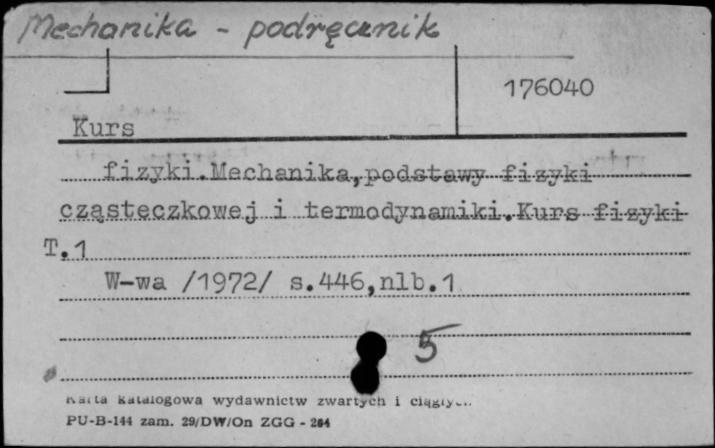 Mechanika - podręcznik
176040
Kurs
fizyki.Mechanika,podstawy fizyki
cząsteczkowej i termodynamiki.Kurs fizyki
T.1
W-wa /1972/ s.446,nlb.1
5
Karta katalogowa wydawnictw zwartych i ciągłych
PU-B-144 zam. 29/DW/On ZGG - 264